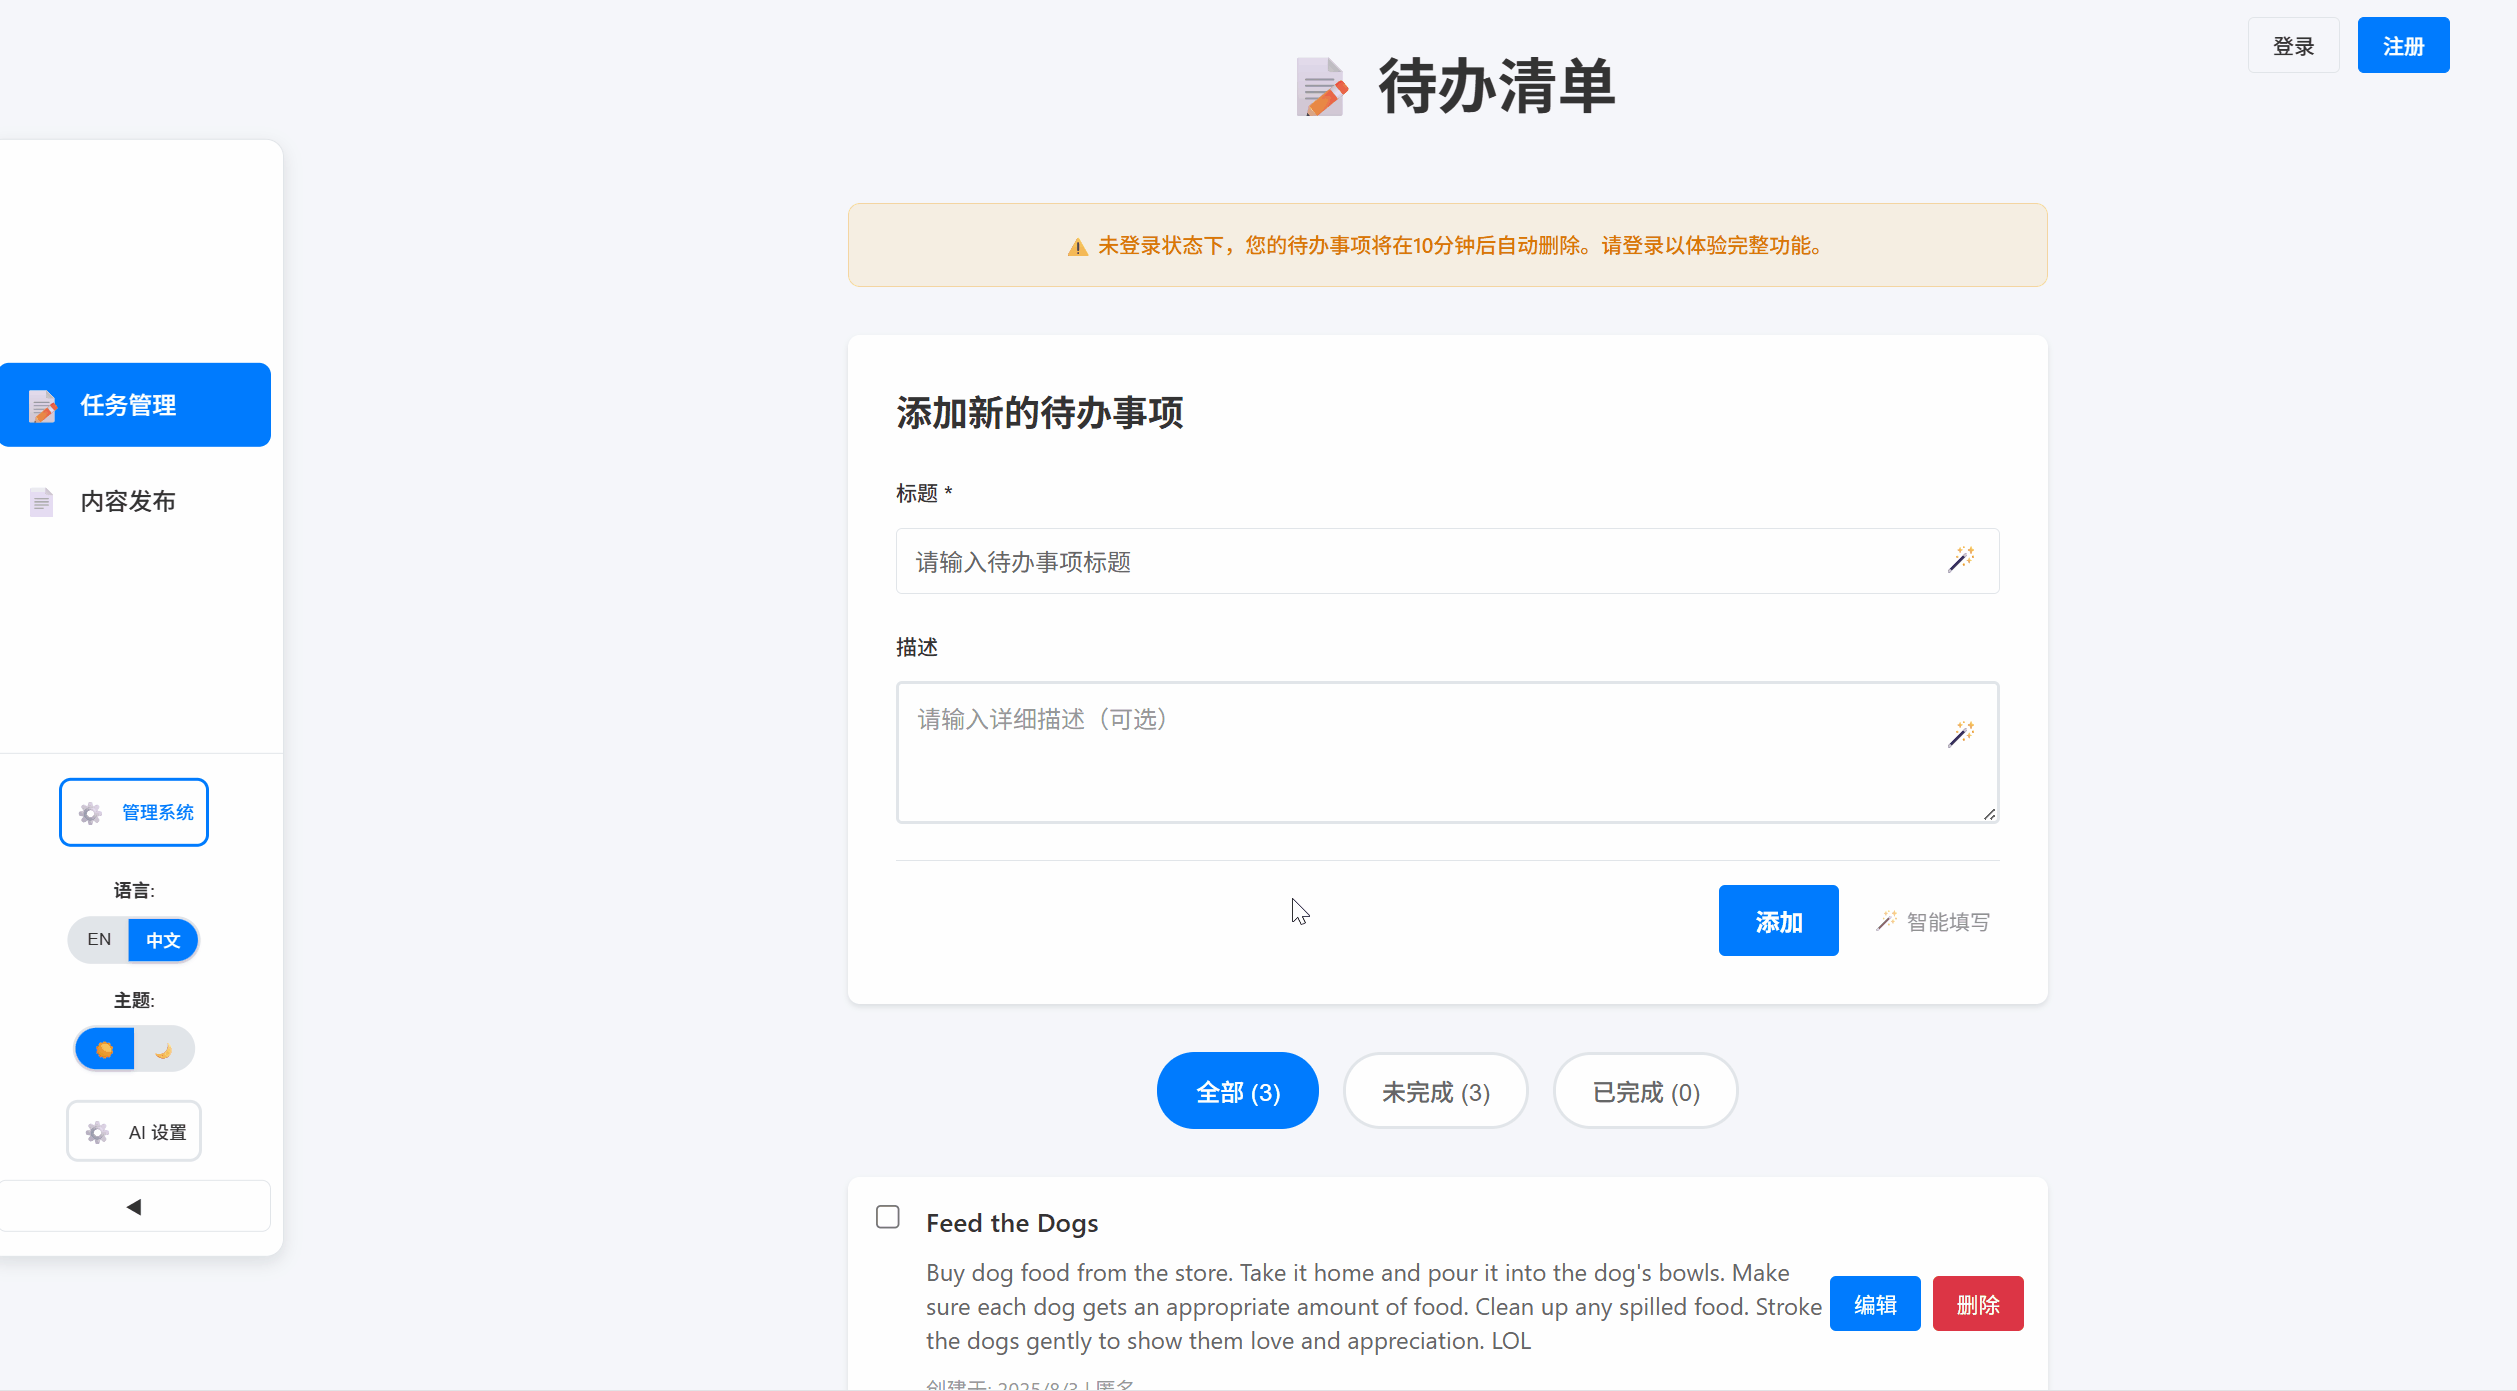 登录
注册
待办清单
未登录状态下，您的待办事项将在10分钟后自动删除。请登录以体验完整功能。
任务管理
内容发布
管理系统
语言:
EN
中文
主题:
AI 设置
添加新的待办事项
标题 *
请输入待办事项标题
描述
请输入详细描述（可选）
添加
智能填写
全部 (3)
未完成 (3)
已完成 (0)
Feed the Dogs
Buy dog food from the store. Take it home and pour it into the dog's bowls. Make
sure each dog gets an appropriate amount of food. Clean up any spilled food. Stroke
the dogs gently to show them love and appreciation. LOL
编辑
删除
创建于: 2025/8/3 | 匿名